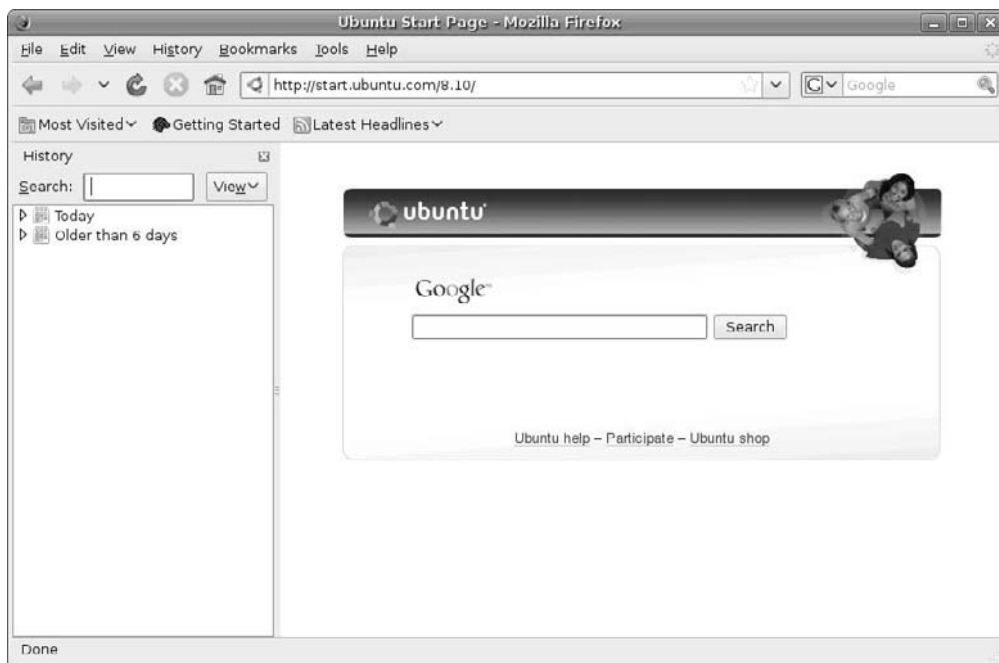 Ubuntu Start Page - Mozilla Firefox
File Edit View History Bookmarks Tools Help
http://start.ubuntu.com/8.10/ G Google
Most Visited Getting Started Latest Headlines
History
Search: View
Today
Older than 6 days
ubuntu
Google™
Search
Ubuntu help – Participate – Ubuntu shop
Done